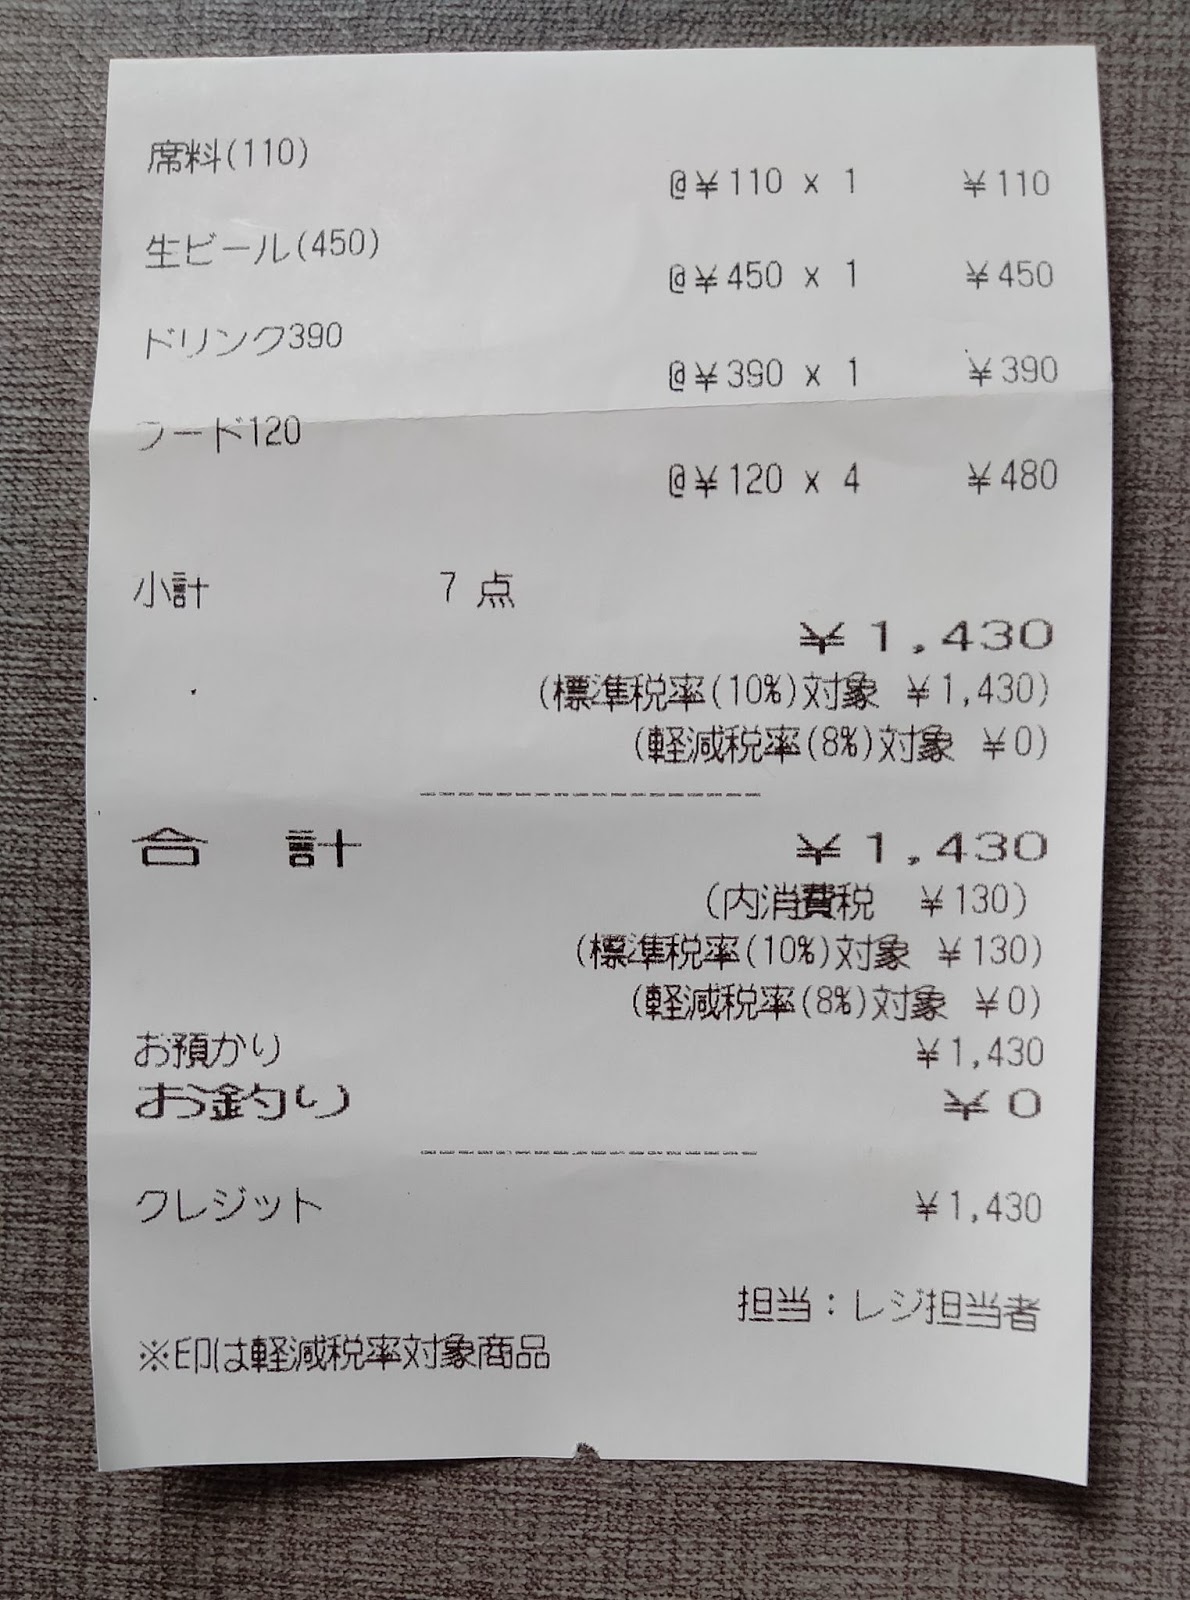 席料(110)
@¥110 x 1 ¥110
生ビール(450)
@¥450 x 1 ¥450
ドリンク390
@¥390 x 1 ¥390
フード120
@¥120 x 4 ¥480
小計 7 点
¥1,430
(標準税率(10%)対象 ¥1,430)
(軽減税率(8%)対象 ¥0)
合 計 ¥1,430
(内消費税 ¥130)
(標準税率(10%)対象 ¥130)
(軽減税率(8%)対象 ¥0)
お預かり ¥1,430
お釣り ¥0
クレジット ¥1,430
担当：レジ担当者
※印は軽減税率対象商品